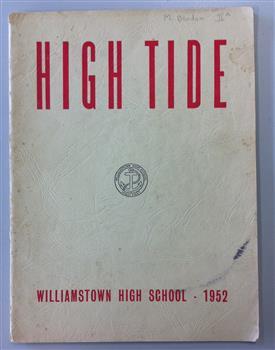 HIGH TIDE
WILLIAMSTOWN HIGH SCHOOL - 1952